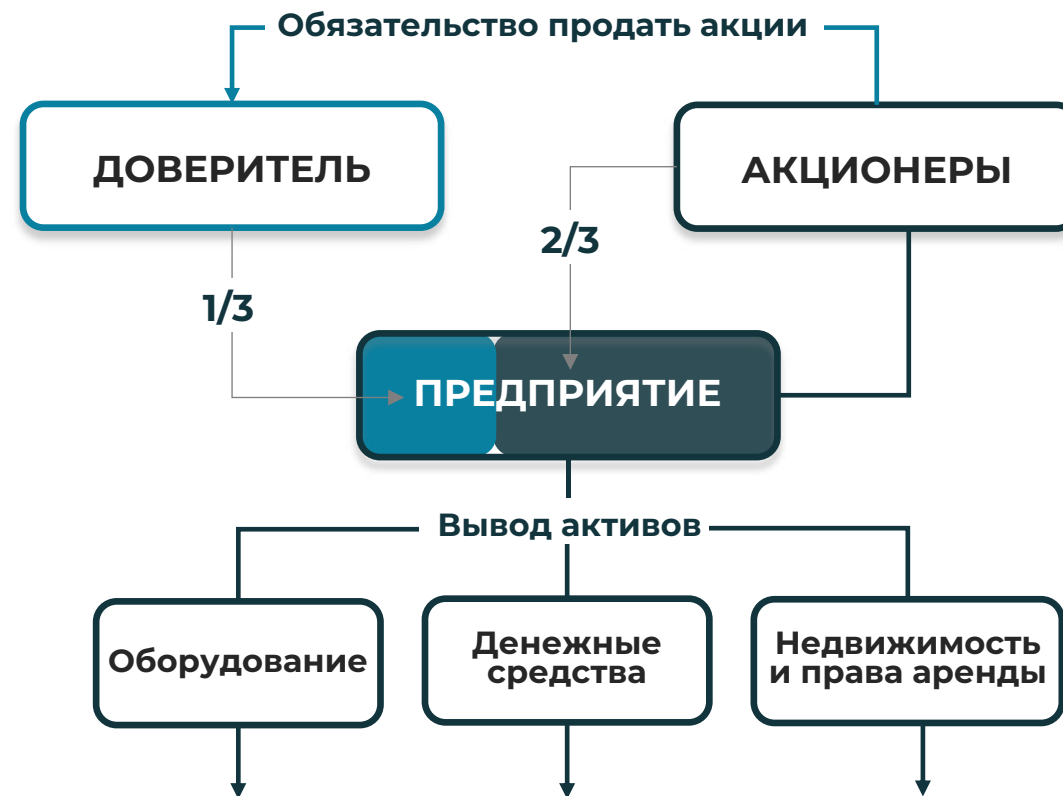 Обязательство продать акции
ДОВЕРИТЕЛЬ
АКЦИОНЕРЫ
2/3
1/3
ПРЕДПРИЯТИЕ
Вывод активов
Оборудование
Денежные
средства
Недвижимость
и права аренды